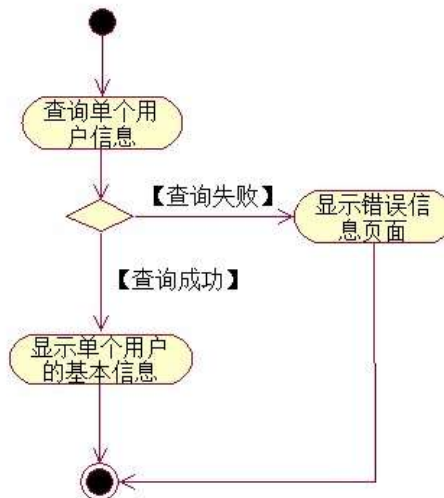 查询单个用
户信息
【查询失败】
显示错误信
息页面
【查询成功】
显示单个用户
的基本信息